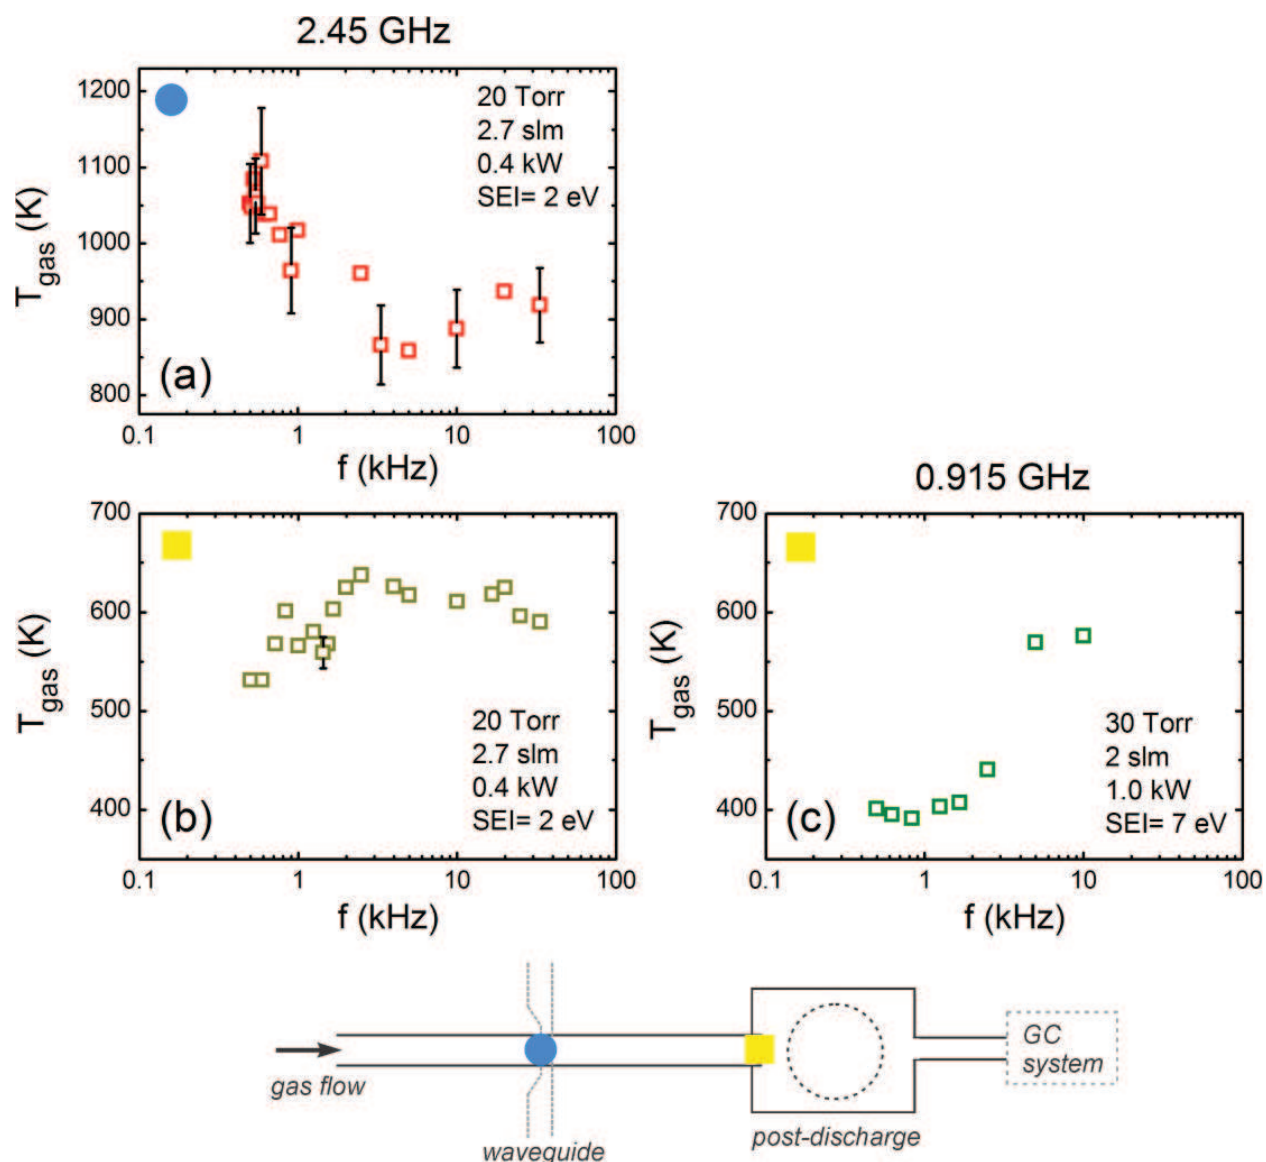 2.45 GHz
1200
1100
1000
900
800
T_gas (K)
20 Torr
2.7 slm
0.4 kW
SEI= 2 eV
(a)
0.1 1 10 100
f (kHz)
0.915 GHz
700
600
500
400
T_gas (K)
20 Torr
2.7 slm
0.4 kW
SEI= 2 eV
(b)
0.1 1 10 100
f (kHz)
700
600
500
400
T_gas (K)
30 Torr
2 slm
1.0 kW
SEI= 7 eV
(c)
0.1 1 10 100
f (kHz)
gas flow
waveguide
post-discharge
GC
system